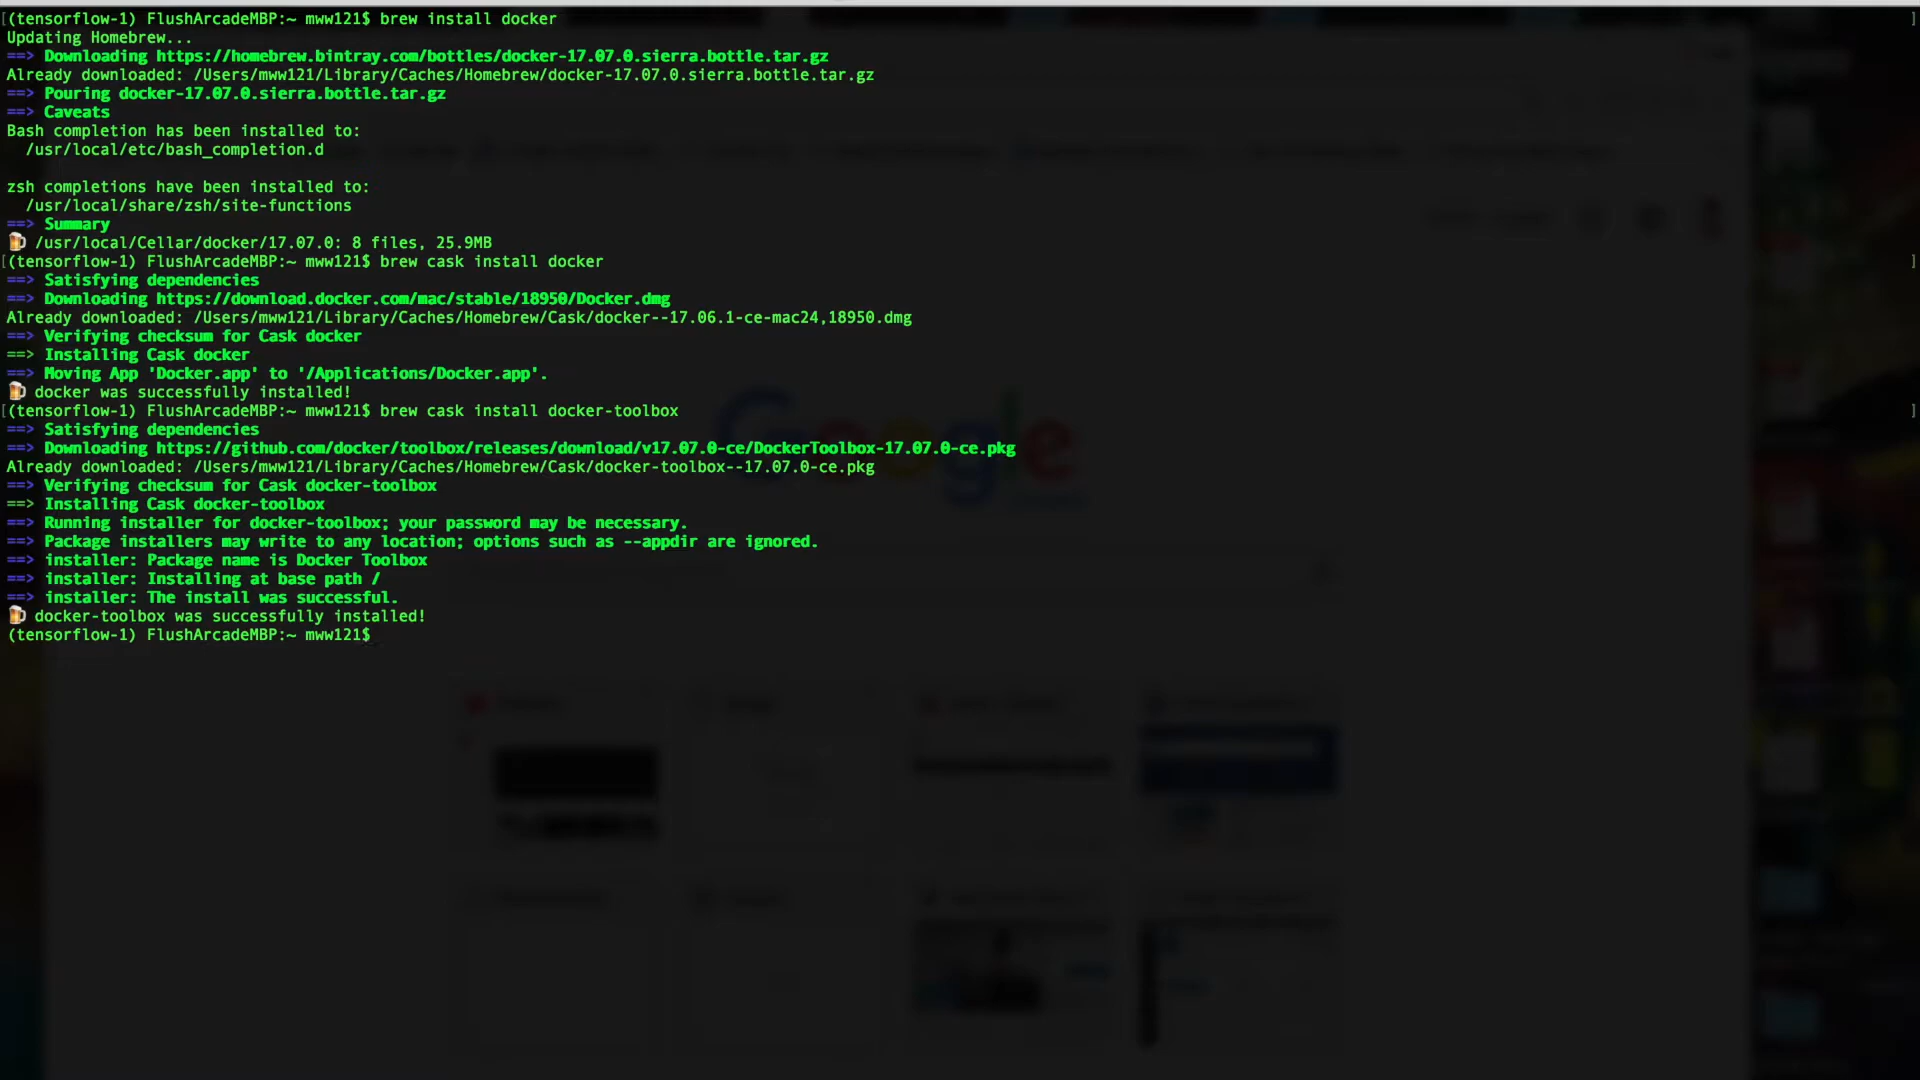 [(tensorflow-1) FlushArcadeMBP:~ mww121$ brew install docker ]
Updating Homebrew...
==> Downloading https://homebrew.bintray.com/bottles/docker-17.07.0.sierra.bottle.tar.gz
Already downloaded: /Users/mww121/Library/Caches/Homebrew/docker-17.07.0.sierra.bottle.tar.gz
==> Pouring docker-17.07.0.sierra.bottle.tar.gz
==> Caveats
Bash completion has been installed to:
/usr/local/etc/bash_completion.d
zsh completions have been installed to:
/usr/local/share/zsh/site-functions
==> Summary
🍺 /usr/local/Cellar/docker/17.07.0: 8 files, 25.9MB
[(tensorflow-1) FlushArcadeMBP:~ mww121$ brew cask install docker ]
==> Satisfying dependencies
==> Downloading https://download.docker.com/mac/stable/18950/Docker.dmg
Already downloaded: /Users/mww121/Library/Caches/Homebrew/Cask/docker--17.06.1-ce-mac24,18950.dmg
==> Verifying checksum for Cask docker
==> Installing Cask docker
==> Moving App 'Docker.app' to '/Applications/Docker.app'.
🍺 docker was successfully installed!
[(tensorflow-1) FlushArcadeMBP:~ mww121$ brew cask install docker-toolbox ]
==> Satisfying dependencies
==> Downloading https://github.com/docker/toolbox/releases/download/v17.07.0-ce/DockerToolbox-17.07.0-ce.pkg
Already downloaded: /Users/mww121/Library/Caches/Homebrew/Cask/docker-toolbox--17.07.0-ce.pkg
==> Verifying checksum for Cask docker-toolbox
==> Installing Cask docker-toolbox
==> Running installer for docker-toolbox; your password may be necessary.
==> Package installers may write to any location; options such as --appdir are ignored.
==> installer: Package name is Docker Toolbox
==> installer: Installing at base path /
==> installer: The install was successful.
🍺 docker-toolbox was successfully installed!
(tensorflow-1) FlushArcadeMBP:~ mww121$
Google